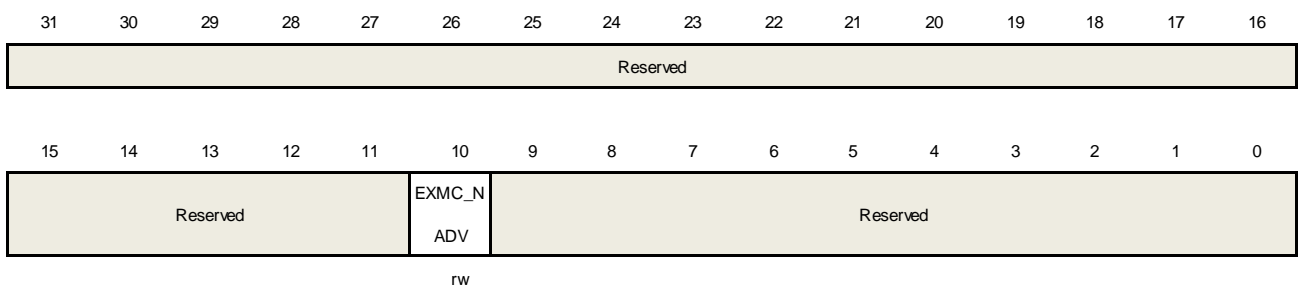 31 30 29 28 27 26 25 24 23 22 21 20 19 18 17 16
Reserved
15 14 13 12 11 10 9 8 7 6 5 4 3 2 1 0
Reserved EXMC_N ADV Reserved
rw